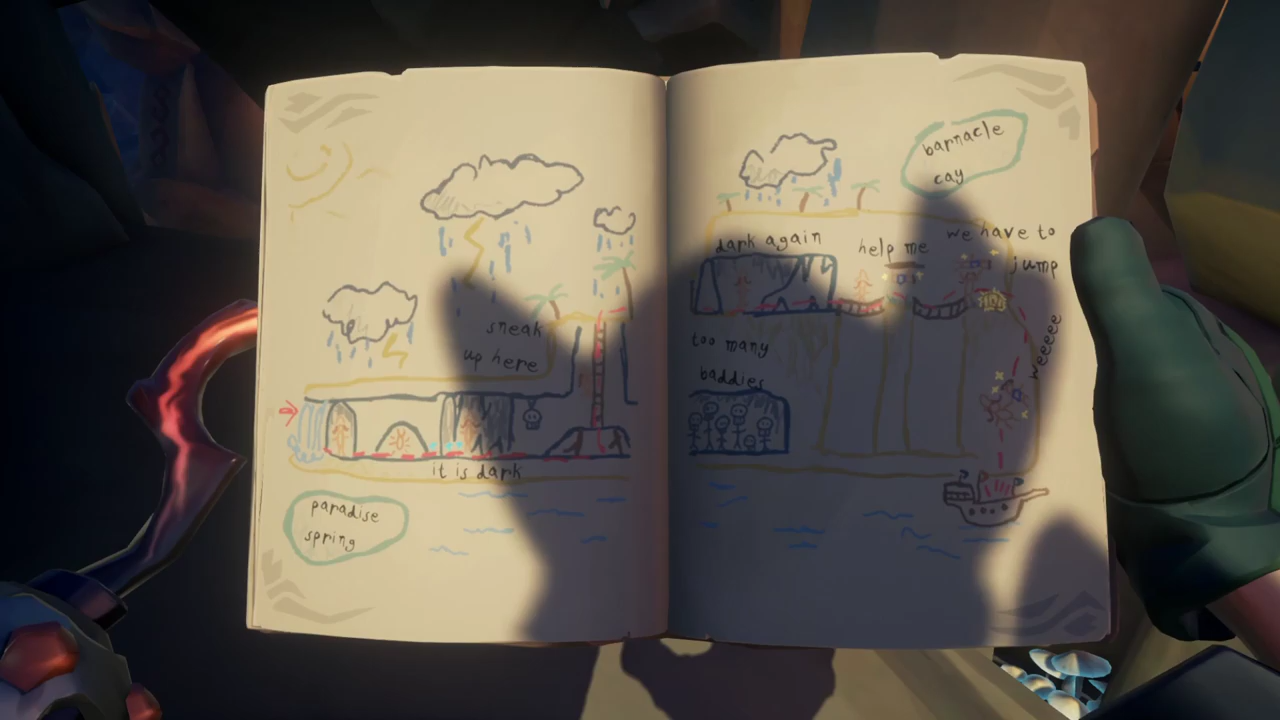 sneak
up here
it is dark
paradise
spring
barnacle
cay
dark again
help me
we have to
jump
too many
baddies
weeeeee